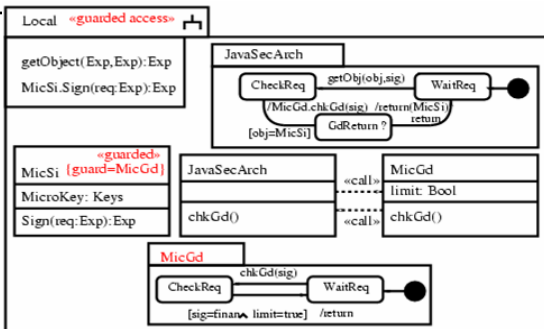 Local «guarded access»
getObject(Exp,Exp):Exp
MicSi.Sign(req:Exp):Exp
JavaSecArch
CheckReq
getObj(obj,sig)
WaitReq
/MicGd.chkGd(sig)
/return(MicSi)
return
[obj=MicSi]
GdReturn ?
«guarded»
MicSi {guard=MicGd}
MicroKey: Keys
Sign(req:Exp):Exp
JavaSecArch
chkGd()
«call»
«call»
MicGd
limit: Bool
chkGd()
MicGd
chkGd(sig)
CheckReq
WaitReq
[sig=finan∧ limit=true]
/return